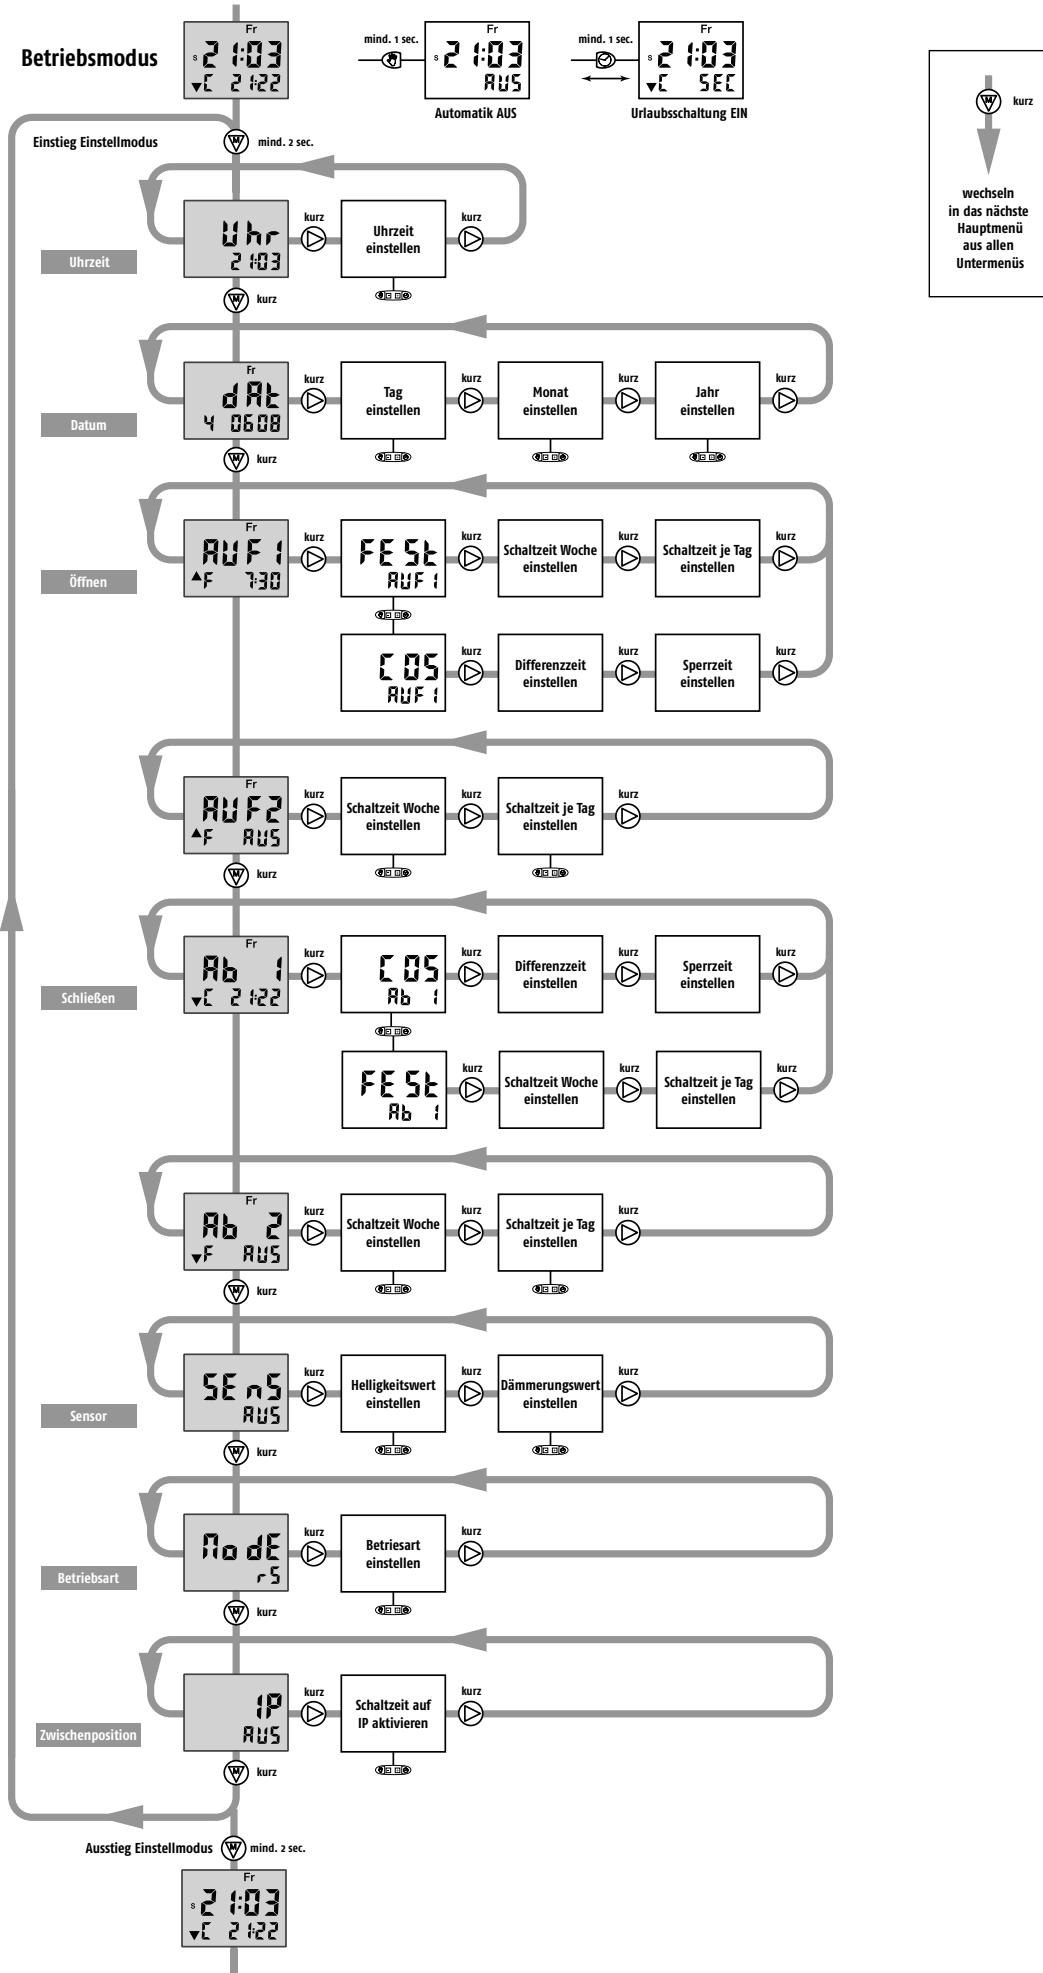 Betriebsmodus
Fr
s 21:03
▼C 21:22
mind. 1 sec.
Fr
s 21:03
AUS
Automatik AUS
mind. 1 sec.
Fr
s 21:03
▼C SEC
Urlaubsschaltung EIN
M kurz
wechseln
in das nächste
Hauptmenü
aus allen
Untermenüs
Einstieg Einstellmodus M mind. 2 sec.
Uhrzeit
Uhr
21:03
kurz
Uhrzeit
einstellen
kurz
M kurz
Datum
Fr
dAt
4 0608
kurz
Tag
einstellen
kurz
Monat
einstellen
kurz
Jahr
einstellen
kurz
M kurz
Öffnen
Fr
AUF1
▲F 7:30
kurz
FESt
AUF1
kurz
Schaltzeit Woche
einstellen
kurz
Schaltzeit je Tag
einstellen
kurz
COS
AUF1
kurz
Differenzzeit
einstellen
kurz
Sperrzeit
einstellen
kurz
Fr
AUF2
▲F AUS
kurz
Schaltzeit Woche
einstellen
kurz
Schaltzeit je Tag
einstellen
kurz
M kurz
Schließen
Fr
Ab 1
▼C 21:22
kurz
COS
Ab 1
kurz
Differenzzeit
einstellen
kurz
Sperrzeit
einstellen
kurz
FESt
Ab 1
kurz
Schaltzeit Woche
einstellen
kurz
Schaltzeit je Tag
einstellen
kurz
Fr
Ab 2
▼F AUS
kurz
Schaltzeit Woche
einstellen
kurz
Schaltzeit je Tag
einstellen
kurz
M kurz
Sensor
SEnS
AUS
kurz
Helligkeitswert
einstellen
kurz
Dämmerungswert
einstellen
kurz
M kurz
Betriebsart
ModE
rS
kurz
Betriesart
einstellen
kurz
M kurz
Zwischenposition
IP
AUS
kurz
Schaltzeit auf
IP aktivieren
kurz
M kurz
Ausstieg Einstellmodus M mind. 2 sec.
Fr
s 21:03
▼C 21:22